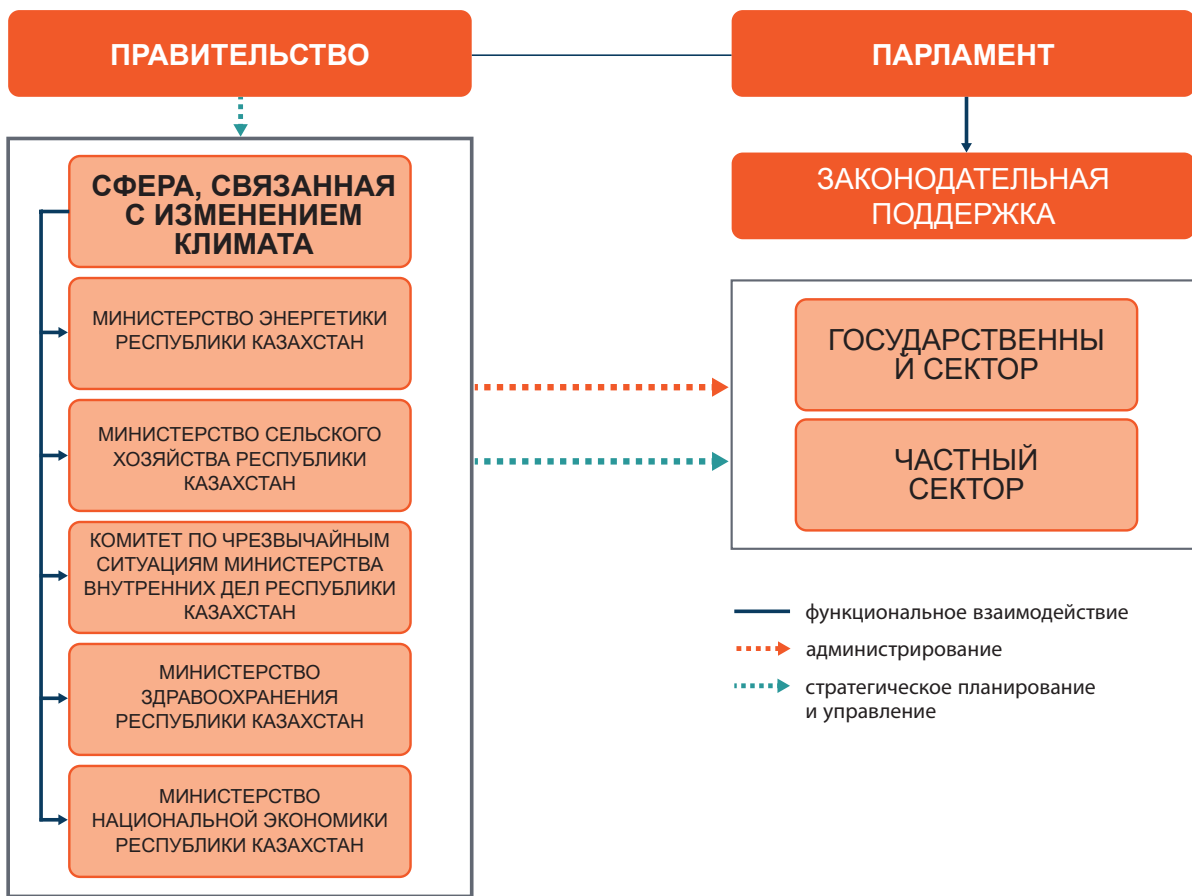 ПРАВИТЕЛЬСТВО
ПАРЛАМЕНТ
СФЕРА, СВЯЗАННАЯ
С ИЗМЕНЕНИЕМ
КЛИМАТА
МИНИСТЕРСТВО ЭНЕРГЕТИКИ
РЕСПУБЛИКИ КАЗАХСТАН
МИНИСТЕРСТВО СЕЛЬСКОГО
ХОЗЯЙСТВА РЕСПУБЛИКИ
КАЗАХСТАН
КОМИТЕТ ПО ЧРЕЗВЫЧАЙНЫМ
СИТУАЦИЯМ МИНИСТЕРСТВА
ВНУТРЕННИХ ДЕЛ РЕСПУБЛИКИ
КАЗАХСТАН
МИНИСТЕРСТВО
ЗДРАВООХРАНЕНИЯ
РЕСПУБЛИКИ КАЗАХСТАН
МИНИСТЕРСТВО
НАЦИОНАЛЬНОЙ ЭКОНОМИКИ
РЕСПУБЛИКИ КАЗАХСТАН
ЗАКОНОДАТЕЛЬНАЯ
ПОДДЕРЖКА
ГОСУДАРСТВЕННЫ
Й СЕКТОР
ЧАСТНЫЙ
СЕКТОР
функциональное взаимодействие
администрирование
стратегическое планирование
и управление